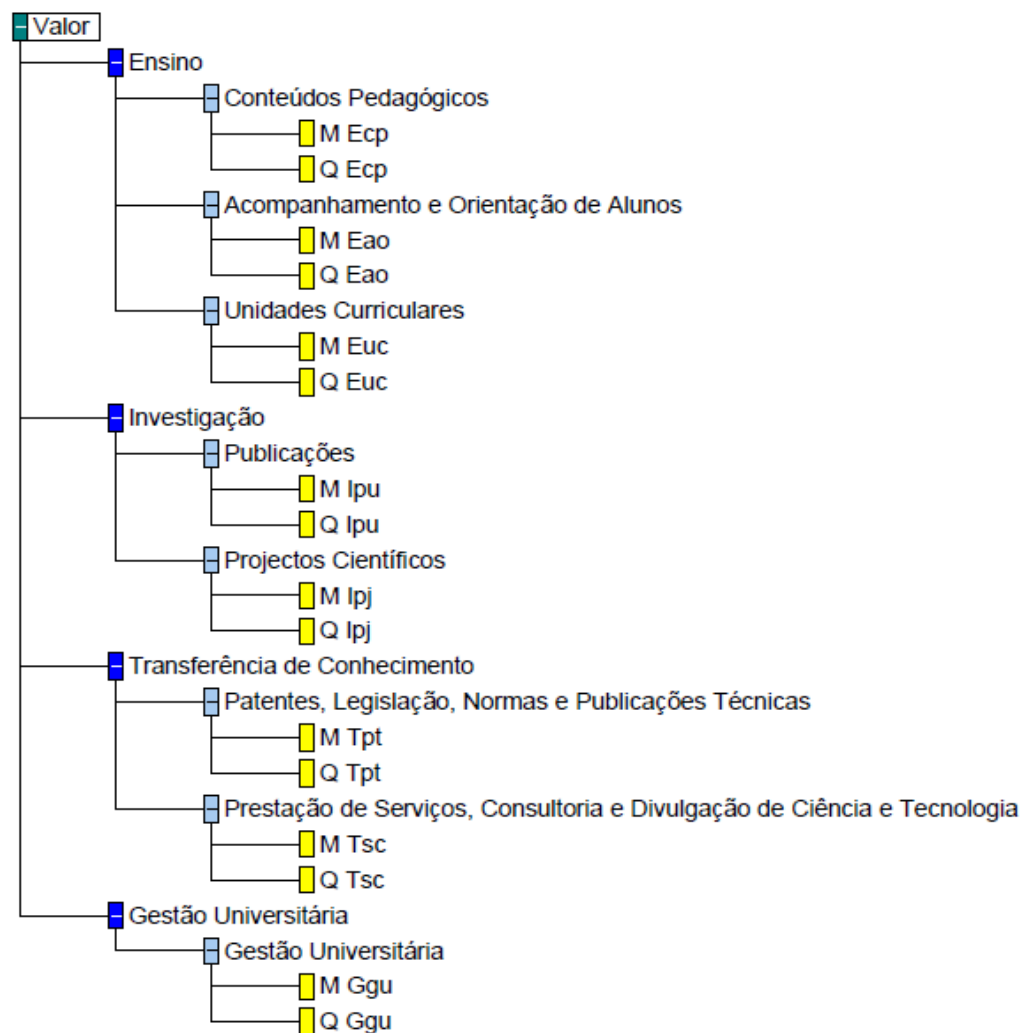 Valor
Ensino
Conteúdos Pedagógicos
M Ecp
Q Ecp
Acompanhamento e Orientação de Alunos
M Eao
Q Eao
Unidades Curriculares
M Euc
Q Euc
Investigação
Publicações
M Ipu
Q Ipu
Projectos Científicos
M Ipj
Q Ipj
Transferência de Conhecimento
Patentes, Legislação, Normas e Publicações Técnicas
M Tpt
Q Tpt
Prestação de Serviços, Consultoria e Divulgação de Ciência e Tecnologia
M Tsc
Q Tsc
Gestão Universitária
Gestão Universitária
M Ggu
Q Ggu